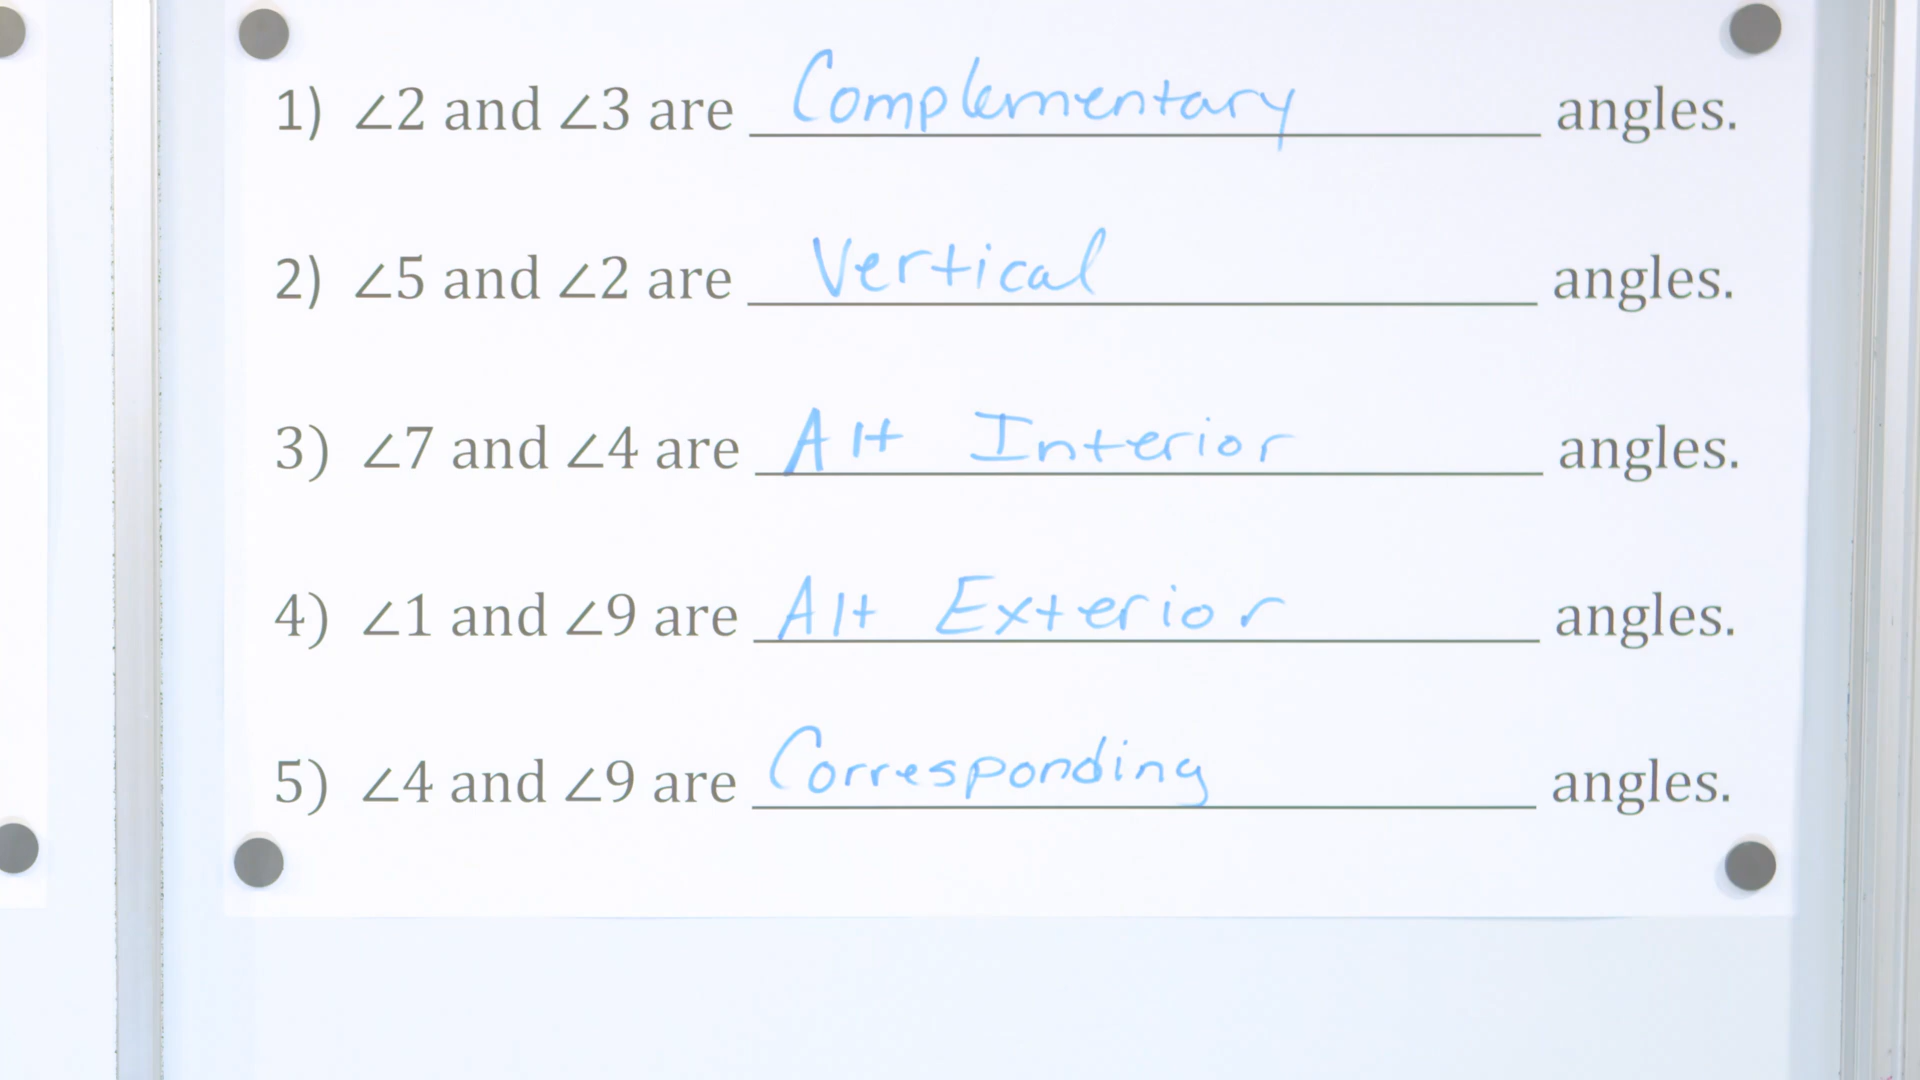 1) ∠2 and ∠3 are Complementary angles.
2) ∠5 and ∠2 are Vertical angles.
3) ∠7 and ∠4 are Alt Interior angles.
4) ∠1 and ∠9 are Alt Exterior angles.
5) ∠4 and ∠9 are Corresponding angles.